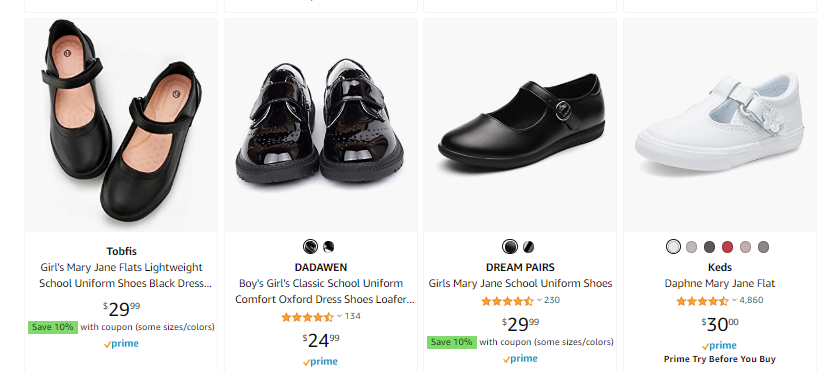 Tobfis
Girl's Mary Jane Flats Lightweight
School Uniform Shoes Black Dress...
$29.99
Save 10% with coupon (some sizes/colors)
prime
DADAWEN
Boy's Girl's Classic School Uniform
Comfort Oxford Dress Shoes Loafer...
134
$24.99
prime
DREAM PAIRS
Girls Mary Jane School Uniform Shoes
230
$29.99
Save 10% with coupon (some sizes/colors)
prime
Keds
Daphne Mary Jane Flat
4,860
$30.00
prime
Prime Try Before You Buy